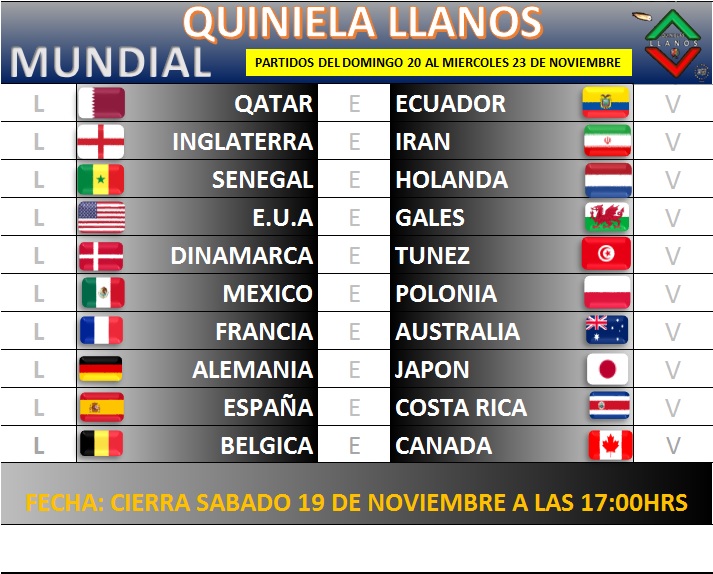 QUINIELA LLANOS
MUNDIAL
PARTIDOS DEL DOMINGO 20 AL MIERCOLES 23 DE NOVIEMBRE
LLANOS
L QATAR E ECUADOR V
L INGLATERRA E IRAN V
L SENEGAL E HOLANDA V
L E.U.A E GALES V
L DINAMARCA E TUNEZ V
L MEXICO E POLONIA V
L FRANCIA E AUSTRALIA V
L ALEMANIA E JAPON V
L ESPAÑA E COSTA RICA V
L BELGICA E CANADA V
FECHA: CIERRA SABADO 19 DE NOVIEMBRE A LAS 17:00HRS